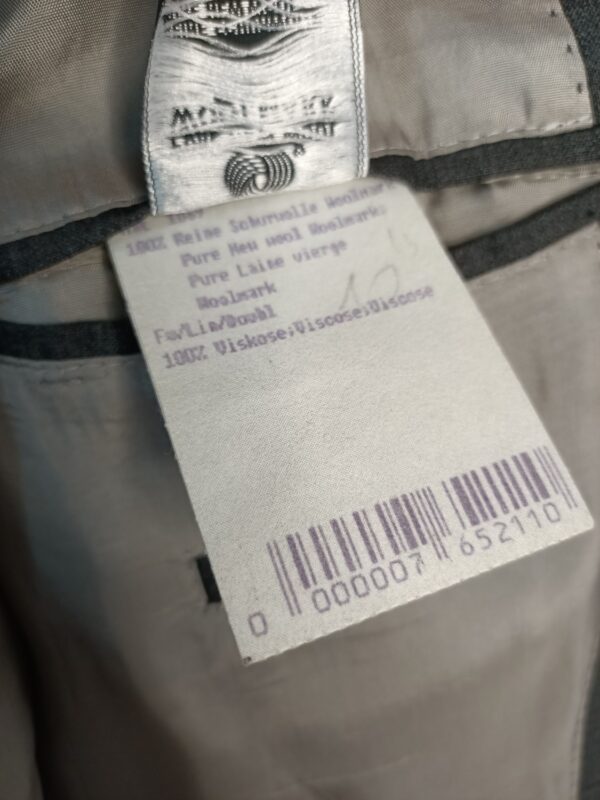 WOOLMARK
100% Reine Schurwolle Woolmark;
Pure New wool Woolmark;
Pure Laine vierge
Woolmark
Fu/Lin/Doubl
100% Viskose;Viscose;Viscose
0 000007 652110